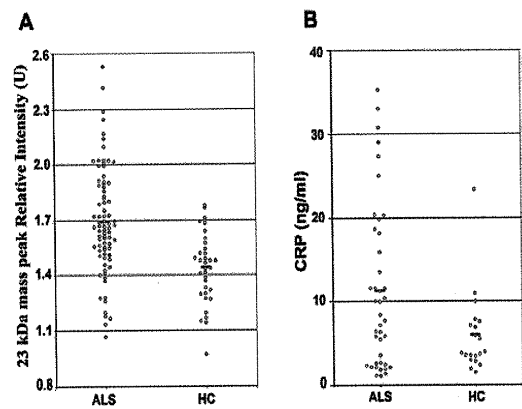 A
23 kDa mass peak Relative Intensity (U)
2.6
2.3
2.0
1.7
1.4
1.1
0.8
ALS
HC
B
CRP (ng/ml)
40
30
20
10
0
ALS
HC